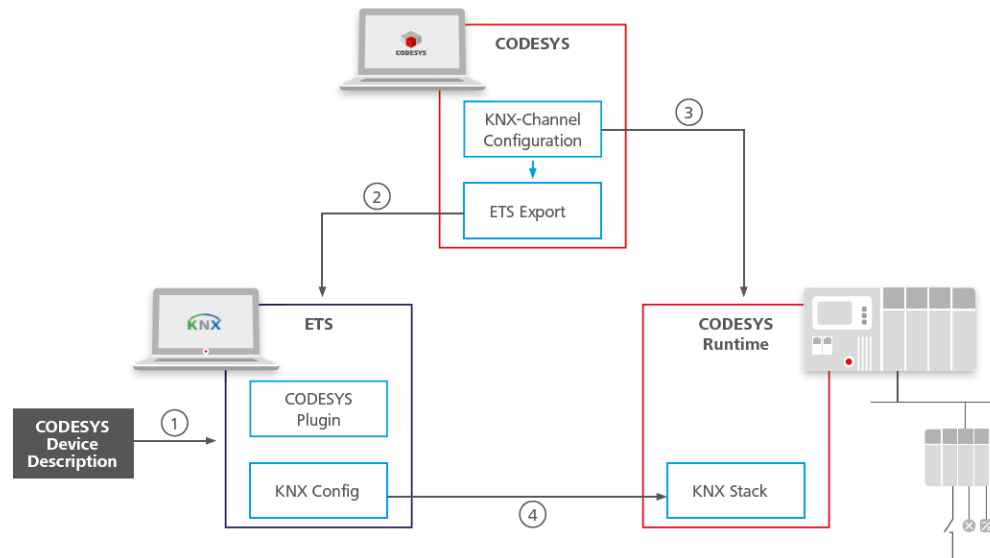 CODESYS
CODESYS
KNX-Channel
Configuration
3
2
ETS Export
KNX
ETS
CODESYS
Runtime
CODESYS
Plugin
1
CODESYS
Device
Description
KNX Config
KNX Stack
4